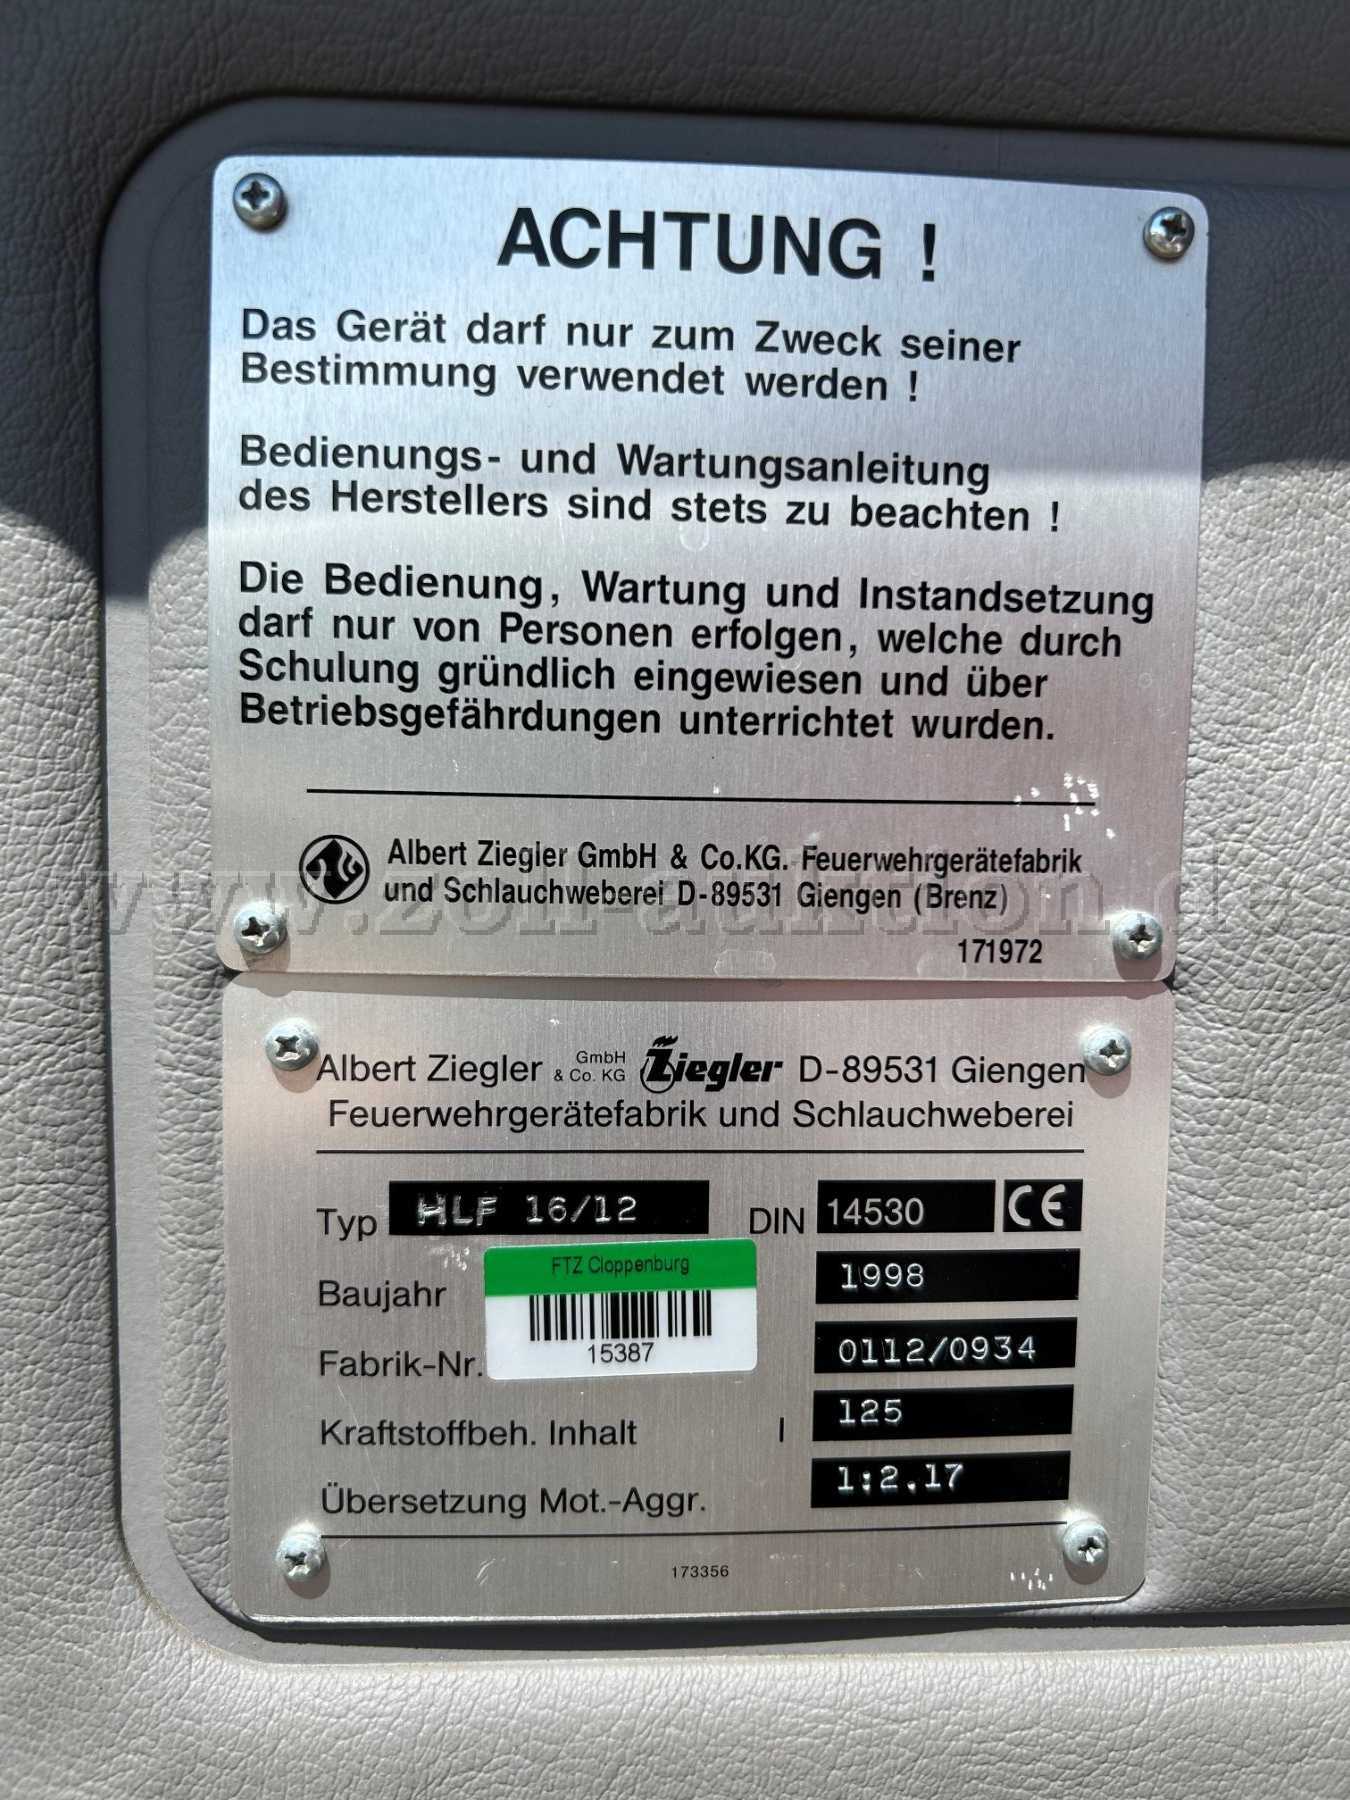 ACHTUNG !
Das Gerät darf nur zum Zweck seiner
Bestimmung verwendet werden !
Bedienungs- und Wartungsanleitung
des Herstellers sind stets zu beachten !
Die Bedienung, Wartung und Instandsetzung
darf nur von Personen erfolgen, welche durch
Schulung gründlich eingewiesen und über
Betriebsgefährdungen unterrichtet wurden.
Albert Ziegler GmbH & Co.KG. Feuerwehrgerätefabrik
und Schlauchweberei D-89531 Giengen (Brenz)
www.zoll-auktion.de
171972
Albert Ziegler GmbH & Co. KG Ziegler D-89531 Giengen
Feuerwehrgerätefabrik und Schlauchweberei
Typ HLF 16/12 DIN 14530 CE
FTZ Cloppenburg
Baujahr 1998
15387
Fabrik-Nr. 0112/0934
Kraftstoffbeh. Inhalt l 125
Übersetzung Mot.-Aggr. 1:2.17
173356